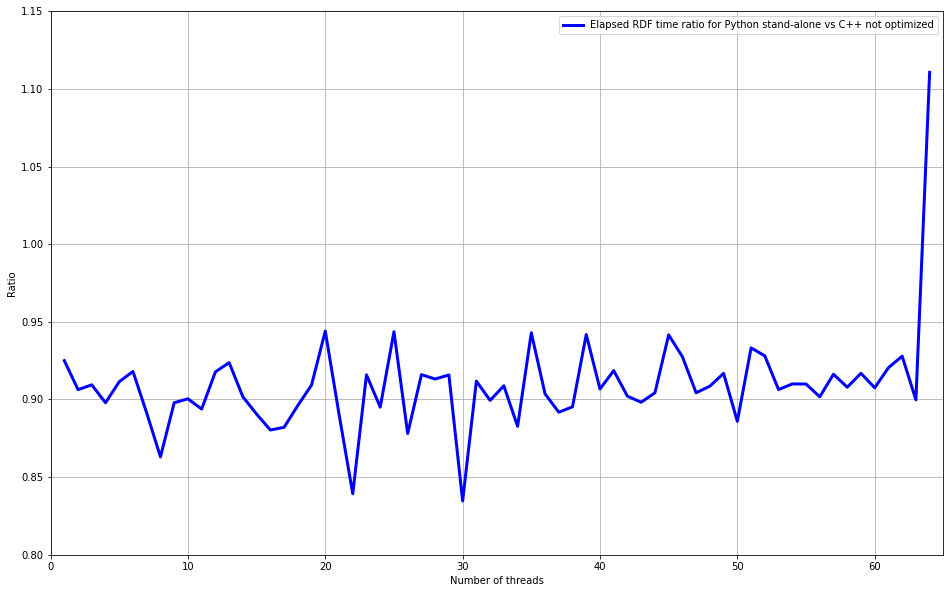 Elapsed RDF time ratio for Python stand-alone vs C++ not optimized
1.15
1.10
1.05
1.00
0.95
0.90
0.85
0.80
Ratio
0 10 20 30 40 50 60
Number of threads